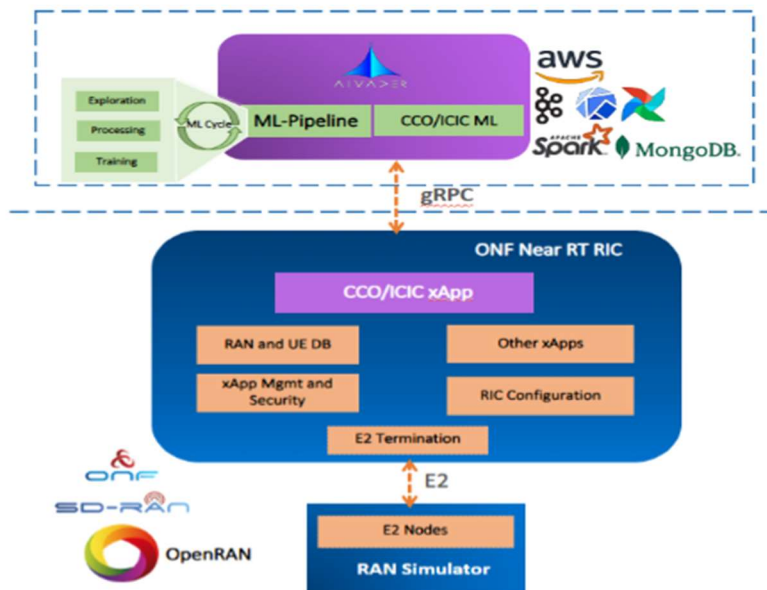 AIVADER
Exploration
Processing
Training
ML Cycle
ML-Pipeline
CCO/ICIC ML
aws
APACHE
Spark
MongoDB.
gRPC
ONF Near RT RIC
CCO/ICIC xApp
RAN and UE DB
Other xApps
xApp Mgmt and
Security
RIC Configuration
E2 Termination
E2
ONF
SD-RAN
OpenRAN
E2 Nodes
RAN Simulator